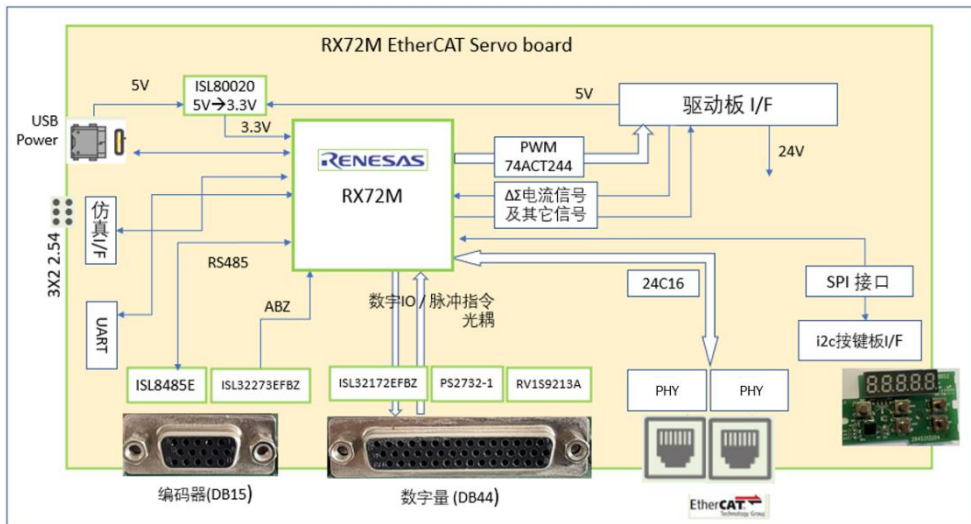 RX72M EtherCAT Servo board
5V
ISL80020
5V→3.3V
5V
驱动板 I/F
USB
Power
3.3V
RENESAS
RX72M
PWM
74ACT244
24V
ΔΣ电流信号
及其它信号
3X2 2.54
仿真I/F
RS485
24C16
SPI 接口
ABZ
数字IO / 脉冲指令
光耦
UART
i2c按键板I/F
ISL8485E
ISL32273EFBZ
ISL32172EFBZ
PS2732-1
RV1S9213A
PHY
PHY
编码器(DB15)
数字量 (DB44)
EtherCAT
Technology Group